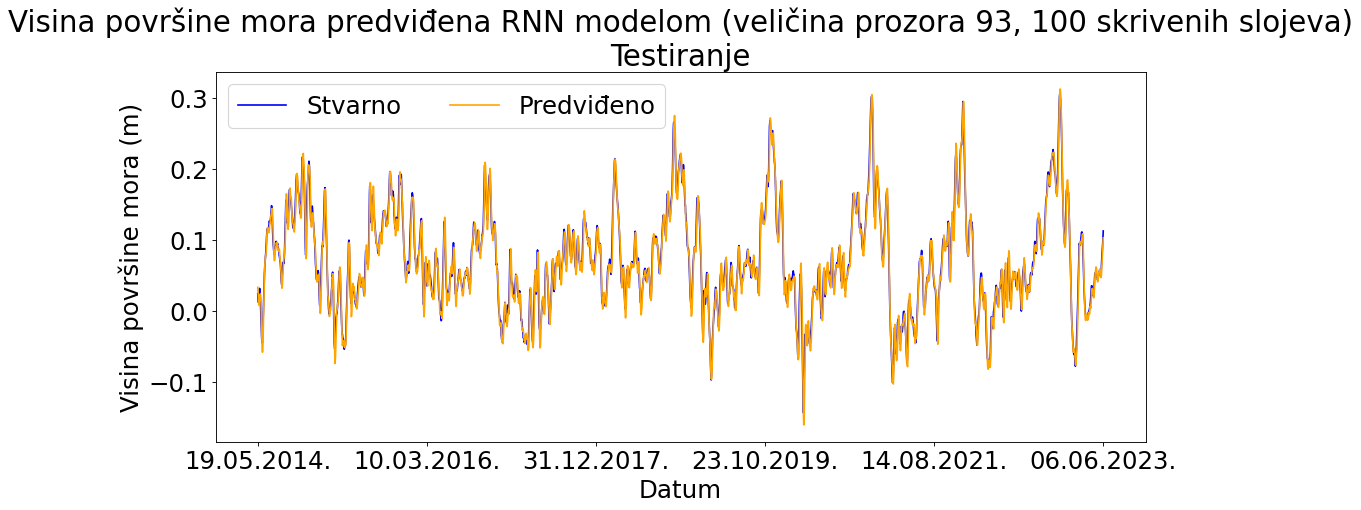 Visina površine mora predviđena RNN modelom (veličina prozora 93, 100 skrivenih slojeva)
Testiranje
Stvarno
Predviđeno
Visina površine mora (m)
0.3
0.2
0.1
0.0
−0.1
19.05.2014.
10.03.2016.
31.12.2017.
23.10.2019.
14.08.2021.
06.06.2023.
Datum